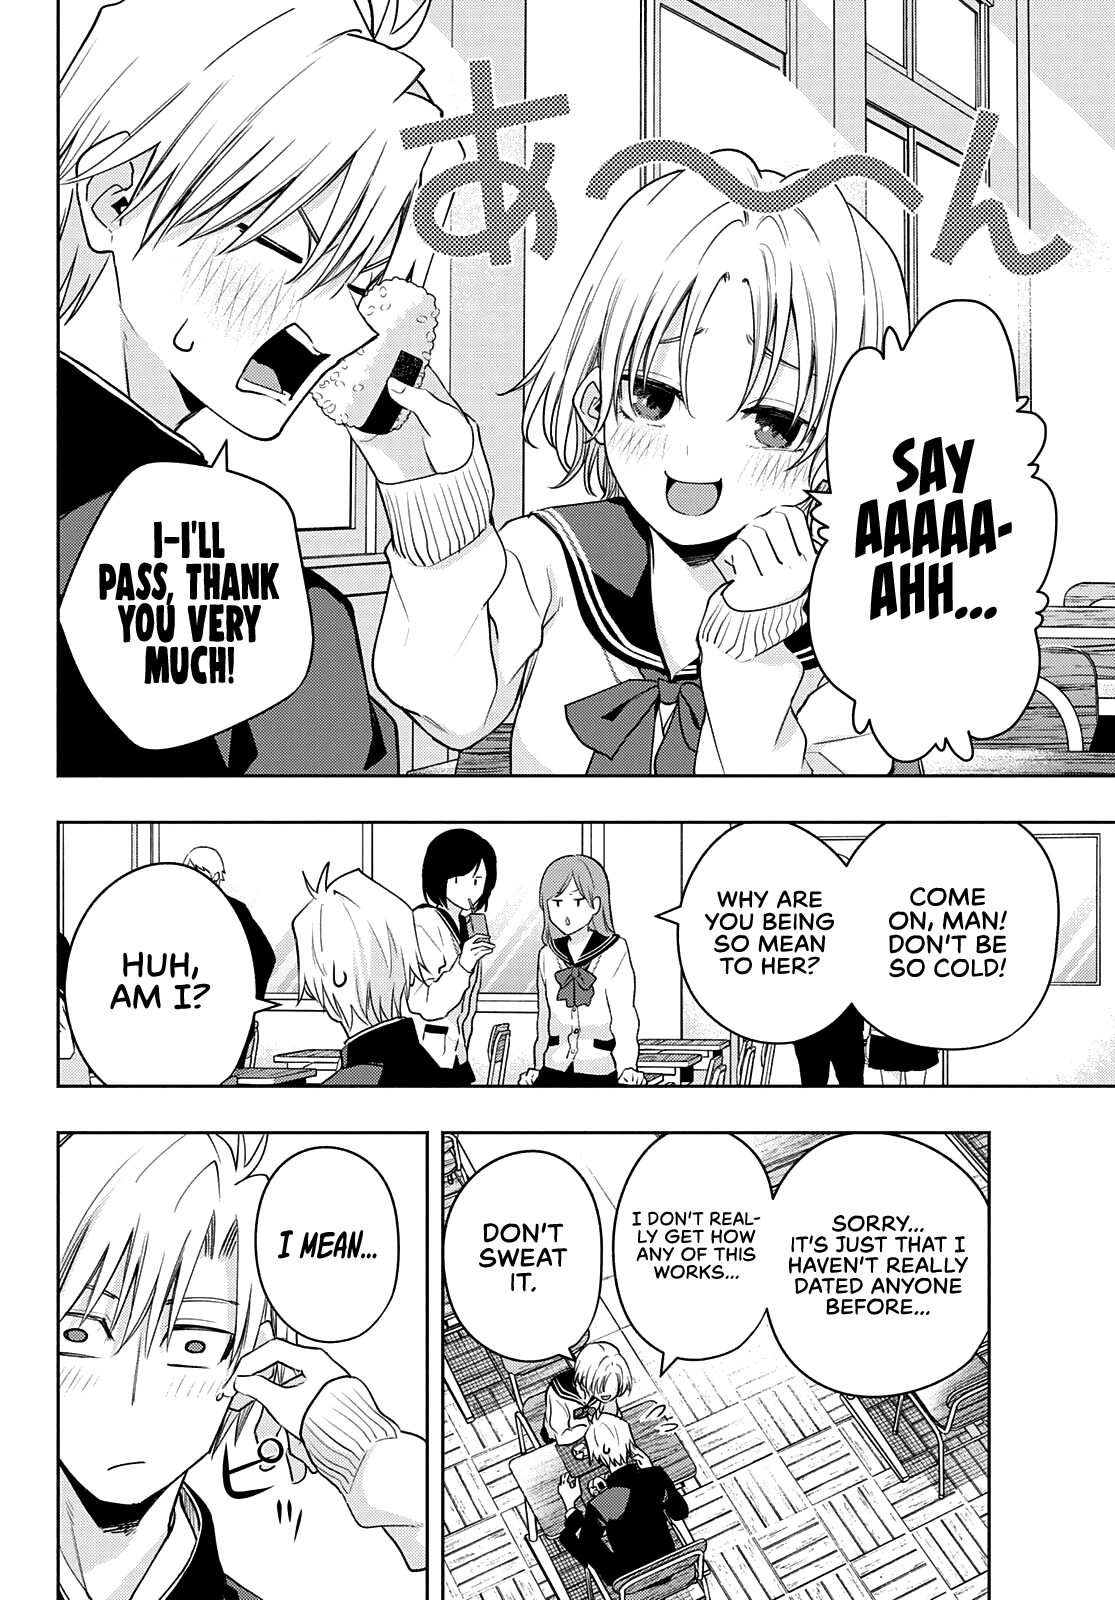 あ〜ん
SAY
AAAAA-
AHH...
I-I'LL
PASS, THANK
YOU VERY
MUCH!
COME
ON, MAN!
DON'T BE
SO COLD!
WHY ARE
YOU BEING
SO MEAN
TO HER?
HUH,
AM I?
SORRY...
IT'S JUST THAT I
HAVEN'T REALLY
DATED ANYONE
BEFORE...
I DON'T REAL-
LY GET HOW
ANY OF THIS
WORKS...
DON'T
SWEAT
IT.
I MEAN...
ピッ